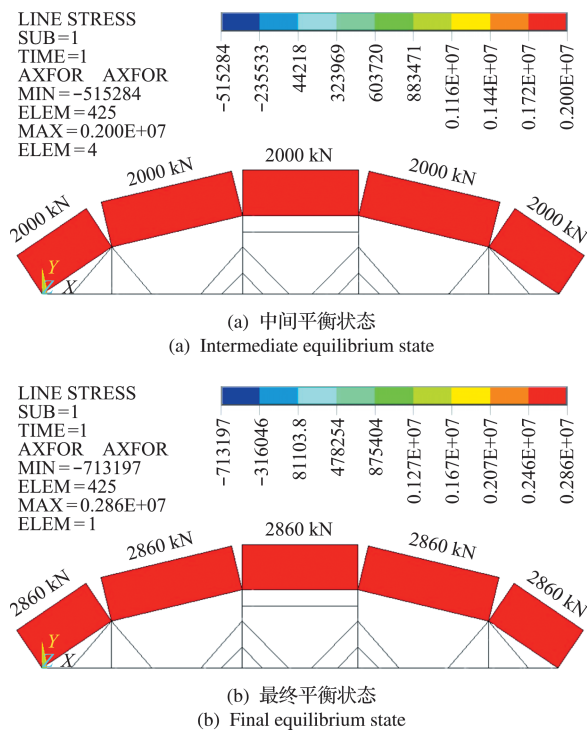 LINE STRESS
SUB=1
TIME=1
AXFOR AXFOR
MIN=−515284
ELEM=425
MAX=0.200E+07
ELEM=4
−515284
−235533
44218
323969
603720
883471
0.116E+07
0.144E+07
0.172E+07
0.200E+07
2000 kN
2000 kN
2000 kN
2000 kN
2000 kN
Y
Z X
(a) 中间平衡状态
(a) Intermediate equilibrium state
LINE STRESS
SUB=1
TIME=1
AXFOR AXFOR
MIN=−713197
ELEM=425
MAX=0.286E+07
ELEM=1
−713197
−316046
81103.8
478254
875404
0.127E+07
0.167E+07
0.207E+07
0.246E+07
0.286E+07
2860 kN
2860 kN
2860 kN
2860 kN
2860 kN
Y
Z X
(b) 最终平衡状态
(b) Final equilibrium state